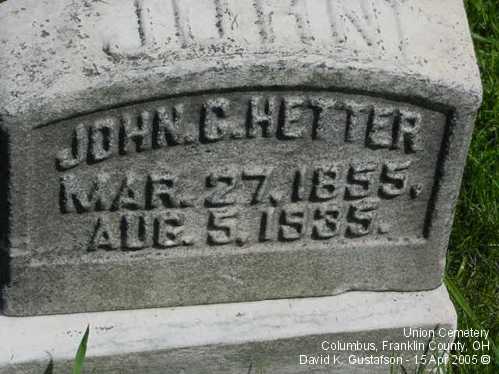 JOHN. C. HETTER
MAR. 27, 1855.
AUG. 5, 1935.
Union Cemetery
Columbus, Franklin County, OH
David K. Gustafson - 15 Apr 2005 ©